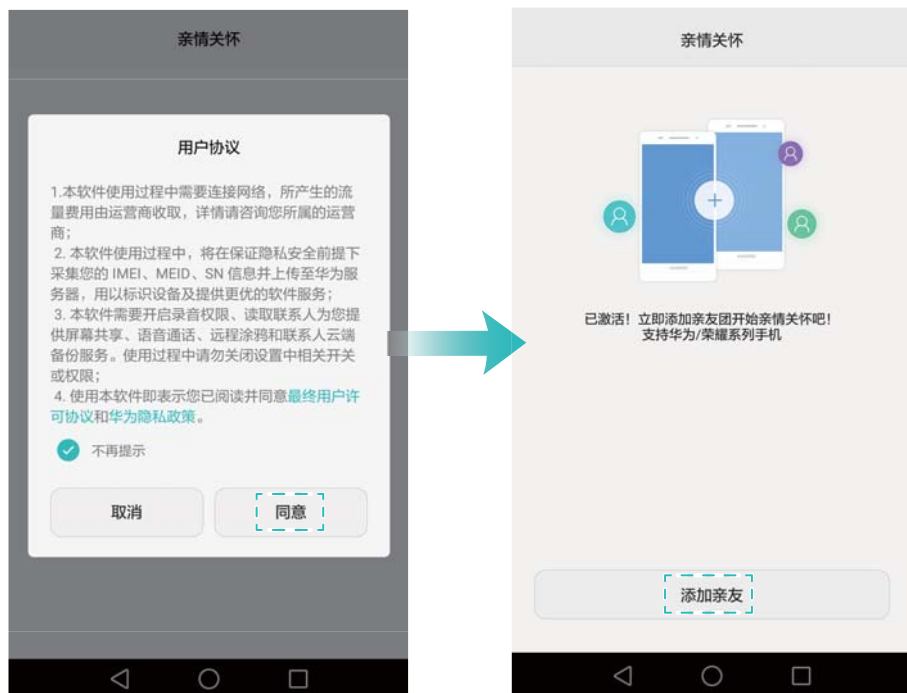 亲情关怀
用户协议
1.本软件使用过程中需要连接网络，所产生的流
量费用由运营商收取，详情请咨询您所属的运营
商；
2. 本软件使用过程中，将在保证隐私安全前提下
采集您的 IMEI、MEID、SN 信息并上传至华为服
务器，用以标识设备及提供更优的软件服务；
3. 本软件需要开启录音权限、读取联系人为您提
供屏幕共享、语音通话、远程涂鸦和联系人云端
备份服务。使用过程中请勿关闭设置中相关开关
或权限；
4. 使用本软件即表示您已阅读并同意最终用户许
可协议和华为隐私政策。
不再提示
取消
同意
亲情关怀
已激活！立即添加亲友团开始亲情关怀吧！
支持华为/荣耀系列手机
添加亲友